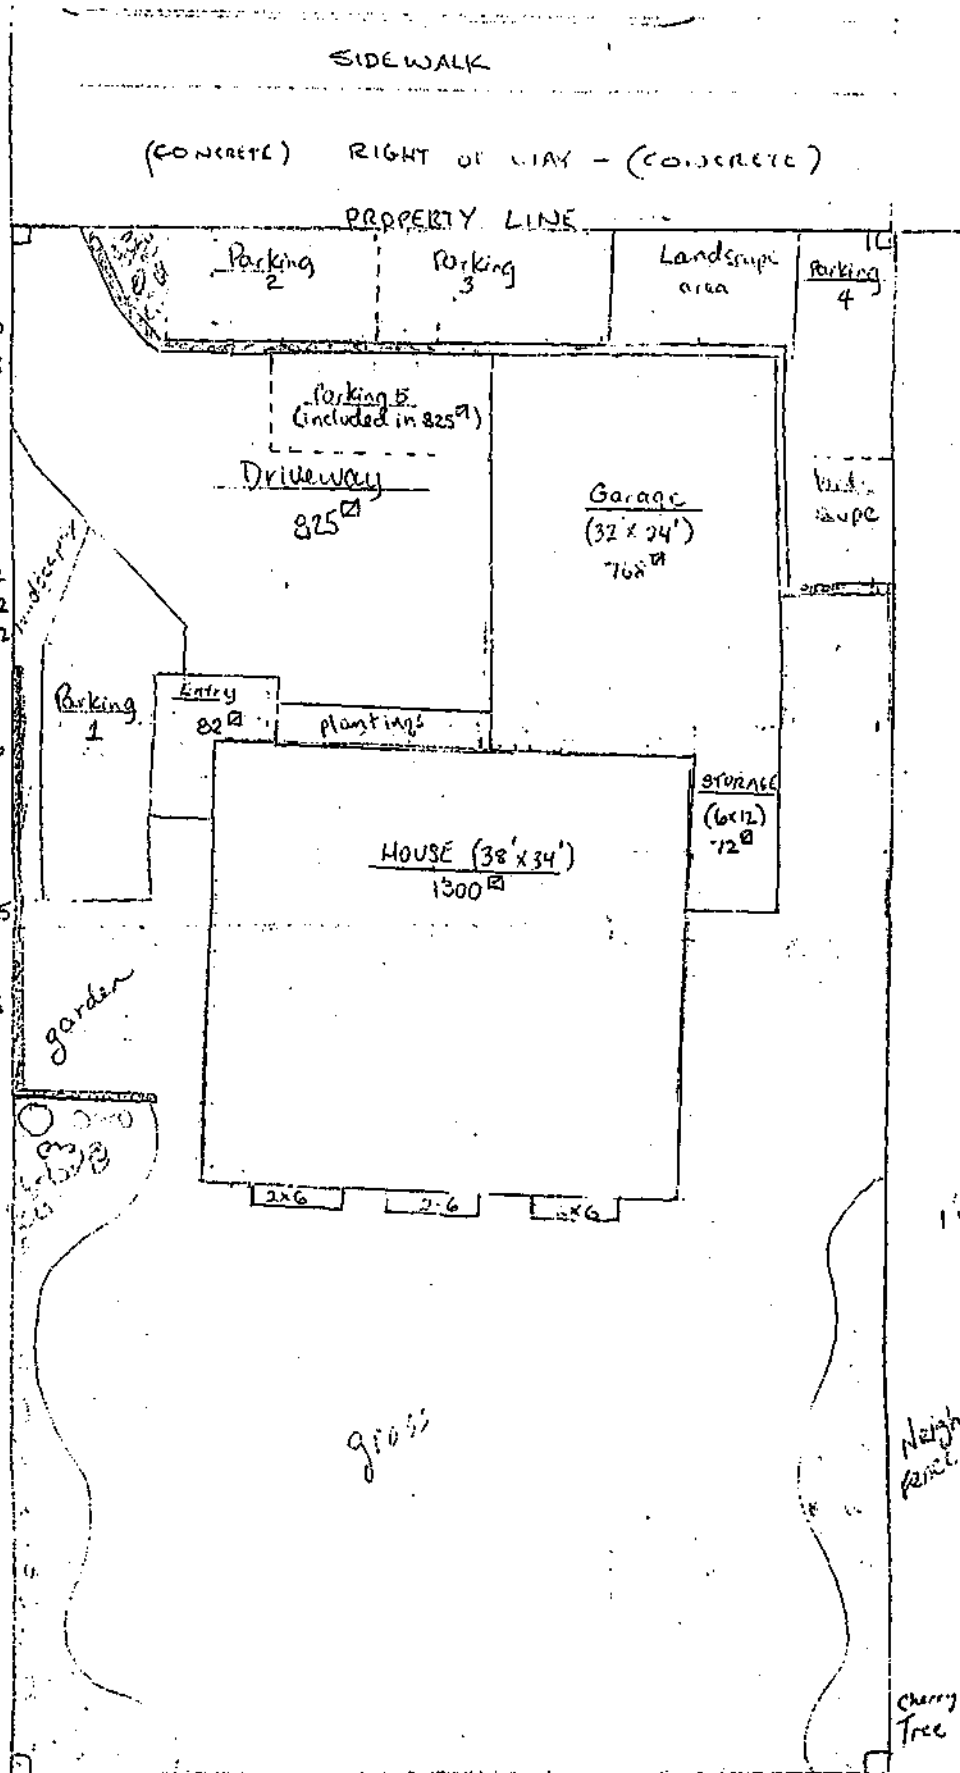 SIDEWALK
(CONCRETE) RIGHT OF WAY - (CONCRETE)
PROPERTY LINE
Parking
2
Parking
3
Landscape
area
Parking
4
Parking 5
(included in 825☑)
Driveway
825☑
Garage
(32' x 24')
768☑
landscape
Parking
1
Entry
82☑
plantings
STORAGE
(6x12)
72☑
HOUSE (38' x 34')
1300☑
garden
2x6
2x6
2x6
grass
Cherry
Tree